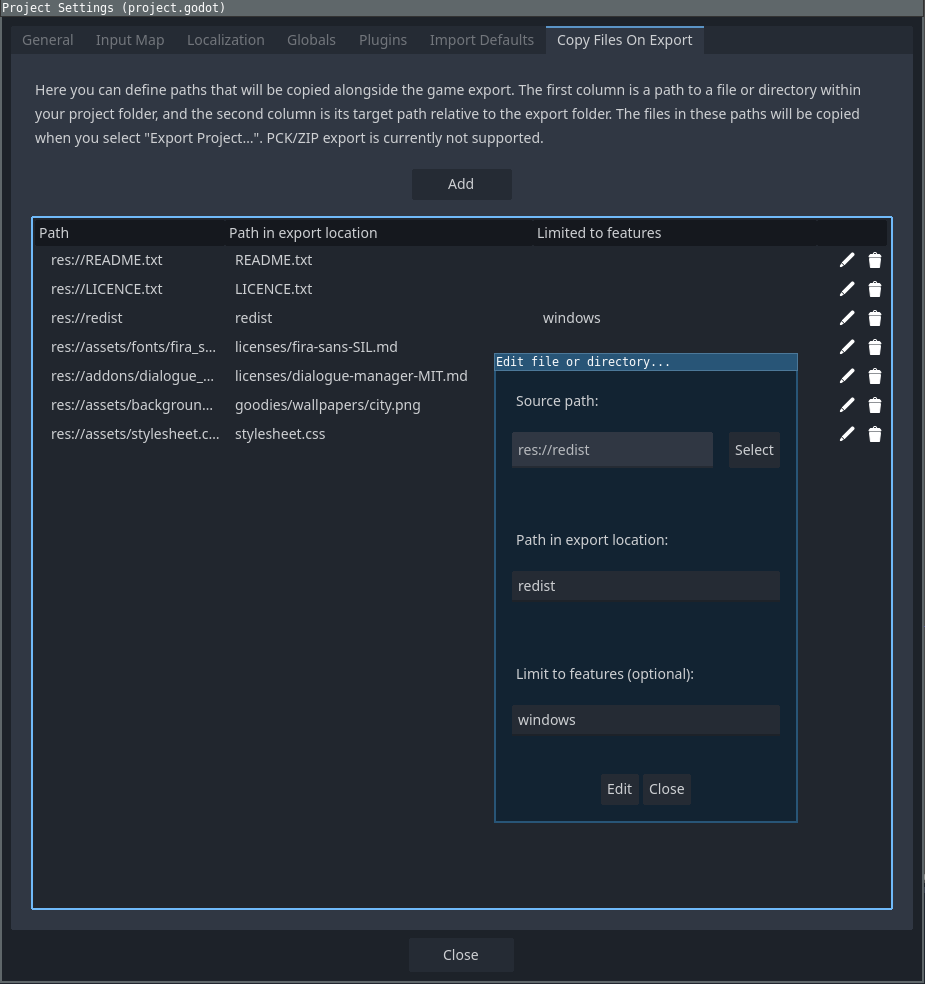 Project Settings (project.godot)
General Input Map Localization Globals Plugins Import Defaults Copy Files On Export
Here you can define paths that will be copied alongside the game export. The first column is a path to a file or directory within
your project folder, and the second column is its target path relative to the export folder. The files in these paths will be copied
when you select "Export Project...". PCK/ZIP export is currently not supported.
Add
Path Path in export location Limited to features
res://README.txt README.txt
res://LICENCE.txt LICENCE.txt
res://redist redist windows
res://assets/fonts/fira_s... licenses/fira-sans-SIL.md
res://addons/dialogue_... licenses/dialogue-manager-MIT.md
res://assets/backgroun... goodies/wallpapers/city.png
res://assets/stylesheet.c... stylesheet.css
Edit file or directory...
Source path:
res://redist Select
Path in export location:
redist
Limit to features (optional):
windows
Edit Close
Close